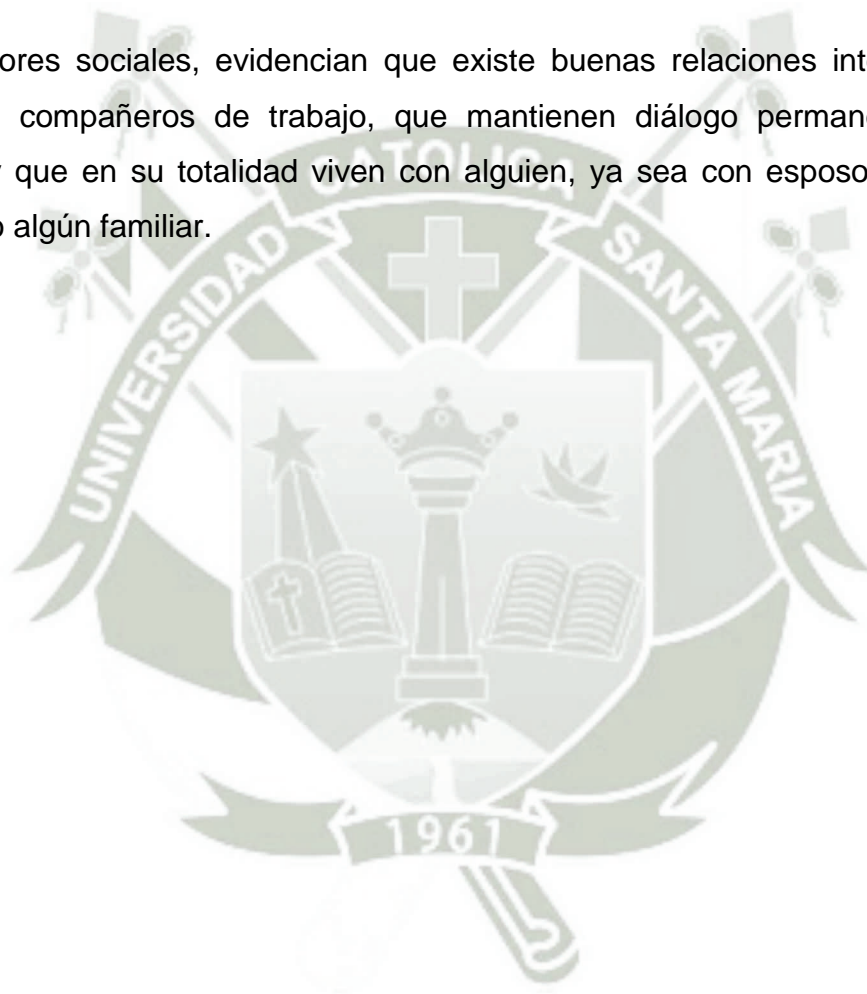 ores sociales, evidencian que existe buenas relaciones int
compañeros de trabajo, que mantienen diálogo perman
y que en su totalidad viven con alguien, ya sea con esposo
o algún familiar.
UNIVERSIDAD CATOLICA SANTA MARIA
1961